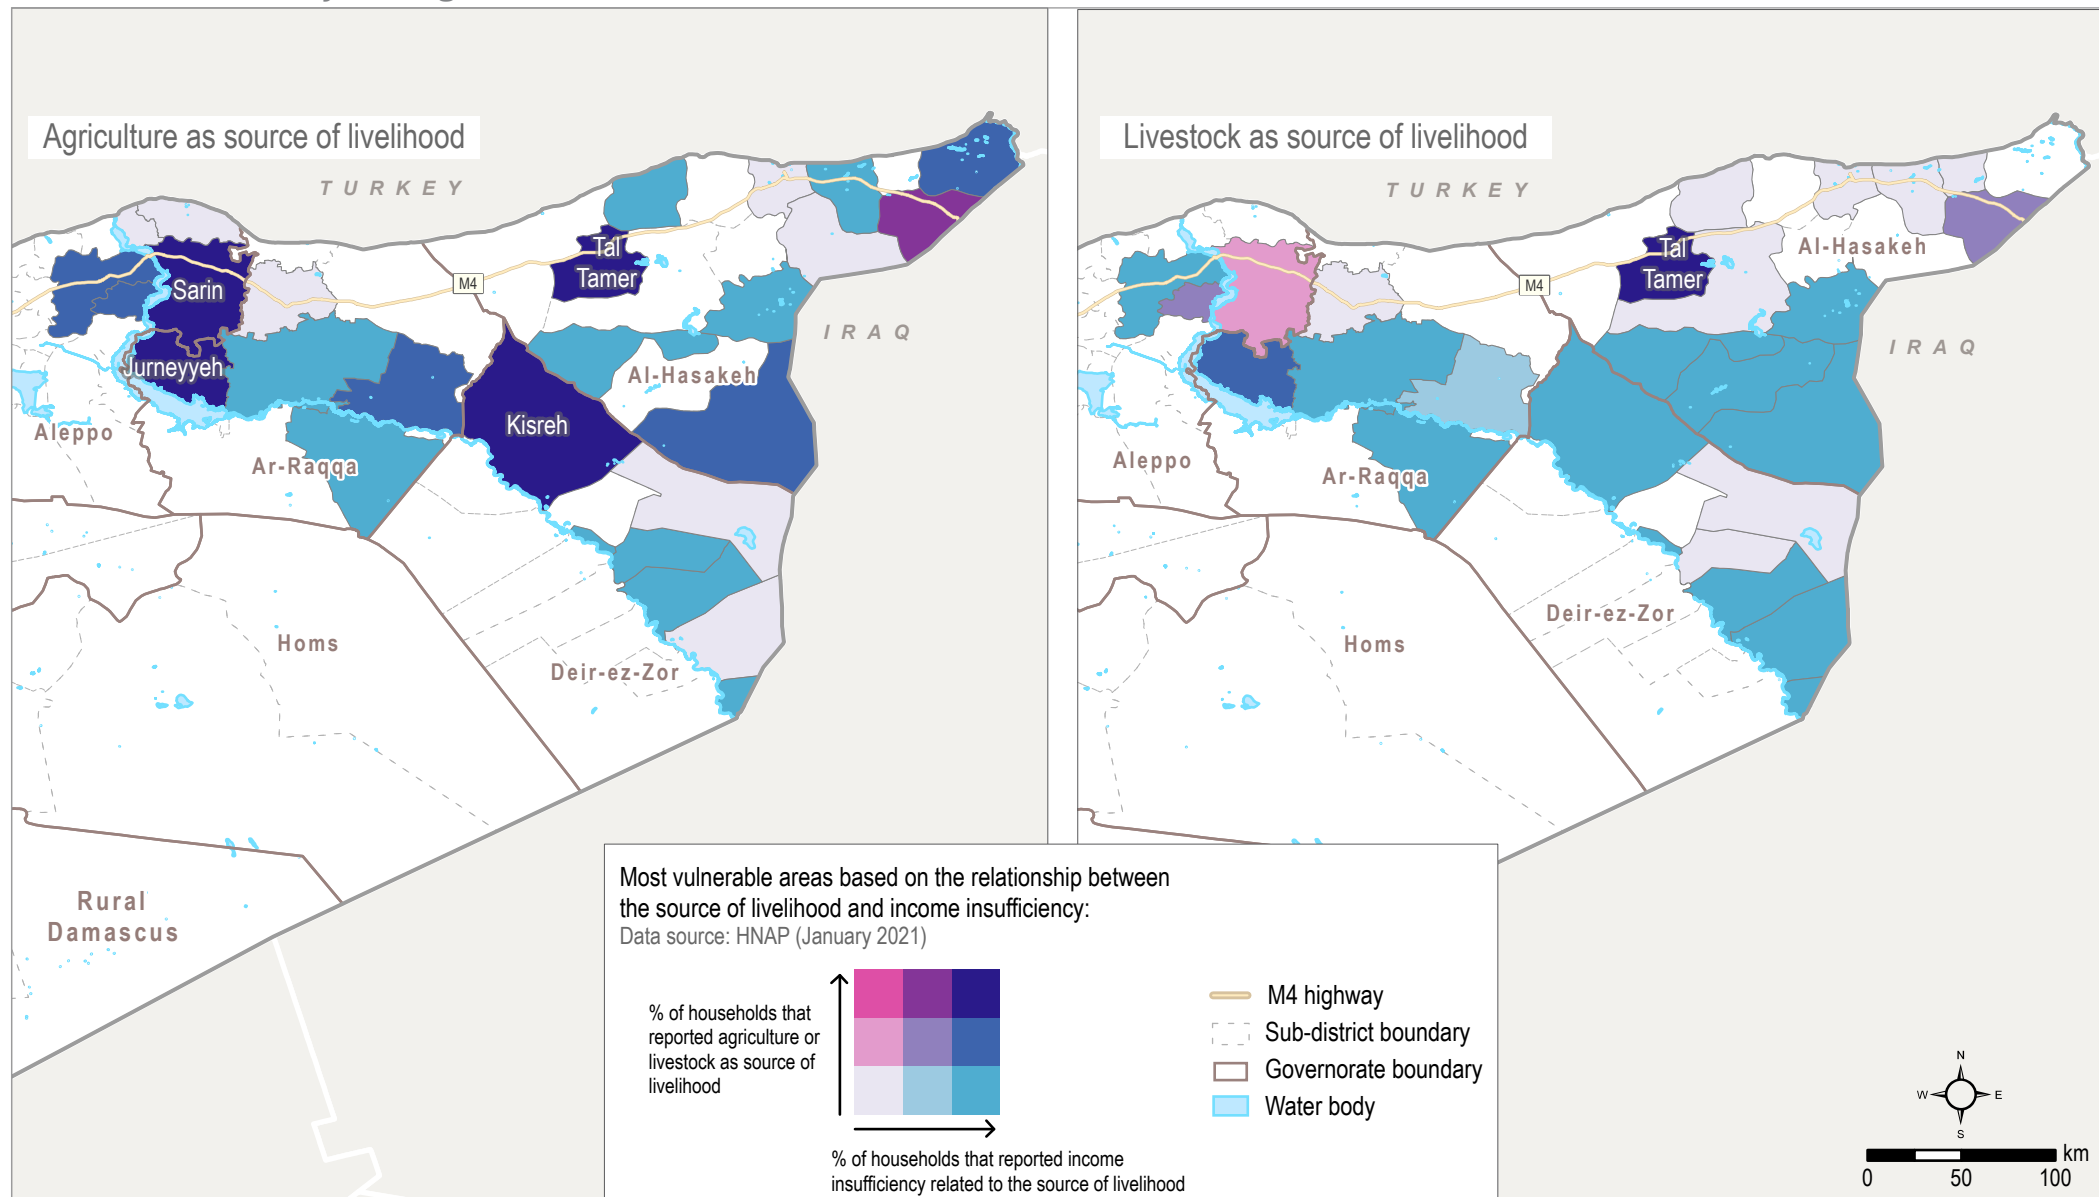 Agriculture as source of livelihood
TURKEY
M4
Tal
Tamer
Sarin
Jurneyyeh
Kisreh
IRAQ
Al-Hasakeh
Aleppo
Ar-Raqqa
Homs
Deir-ez-Zor
Rural
Damascus
Livestock as source of livelihood
TURKEY
Al-Hasakeh
Tal
Tamer
M4
IRAQ
Aleppo
Ar-Raqqa
Homs
Deir-ez-Zor
Most vulnerable areas based on the relationship between
the source of livelihood and income insufficiency:
Data source: HNAP (January 2021)
% of households that
reported agriculture or
livestock as source of
livelihood
% of households that reported income
insufficiency related to the source of livelihood
M4 highway
Sub-district boundary
Governorate boundary
Water body
N
W
E
S
km
0 50 100